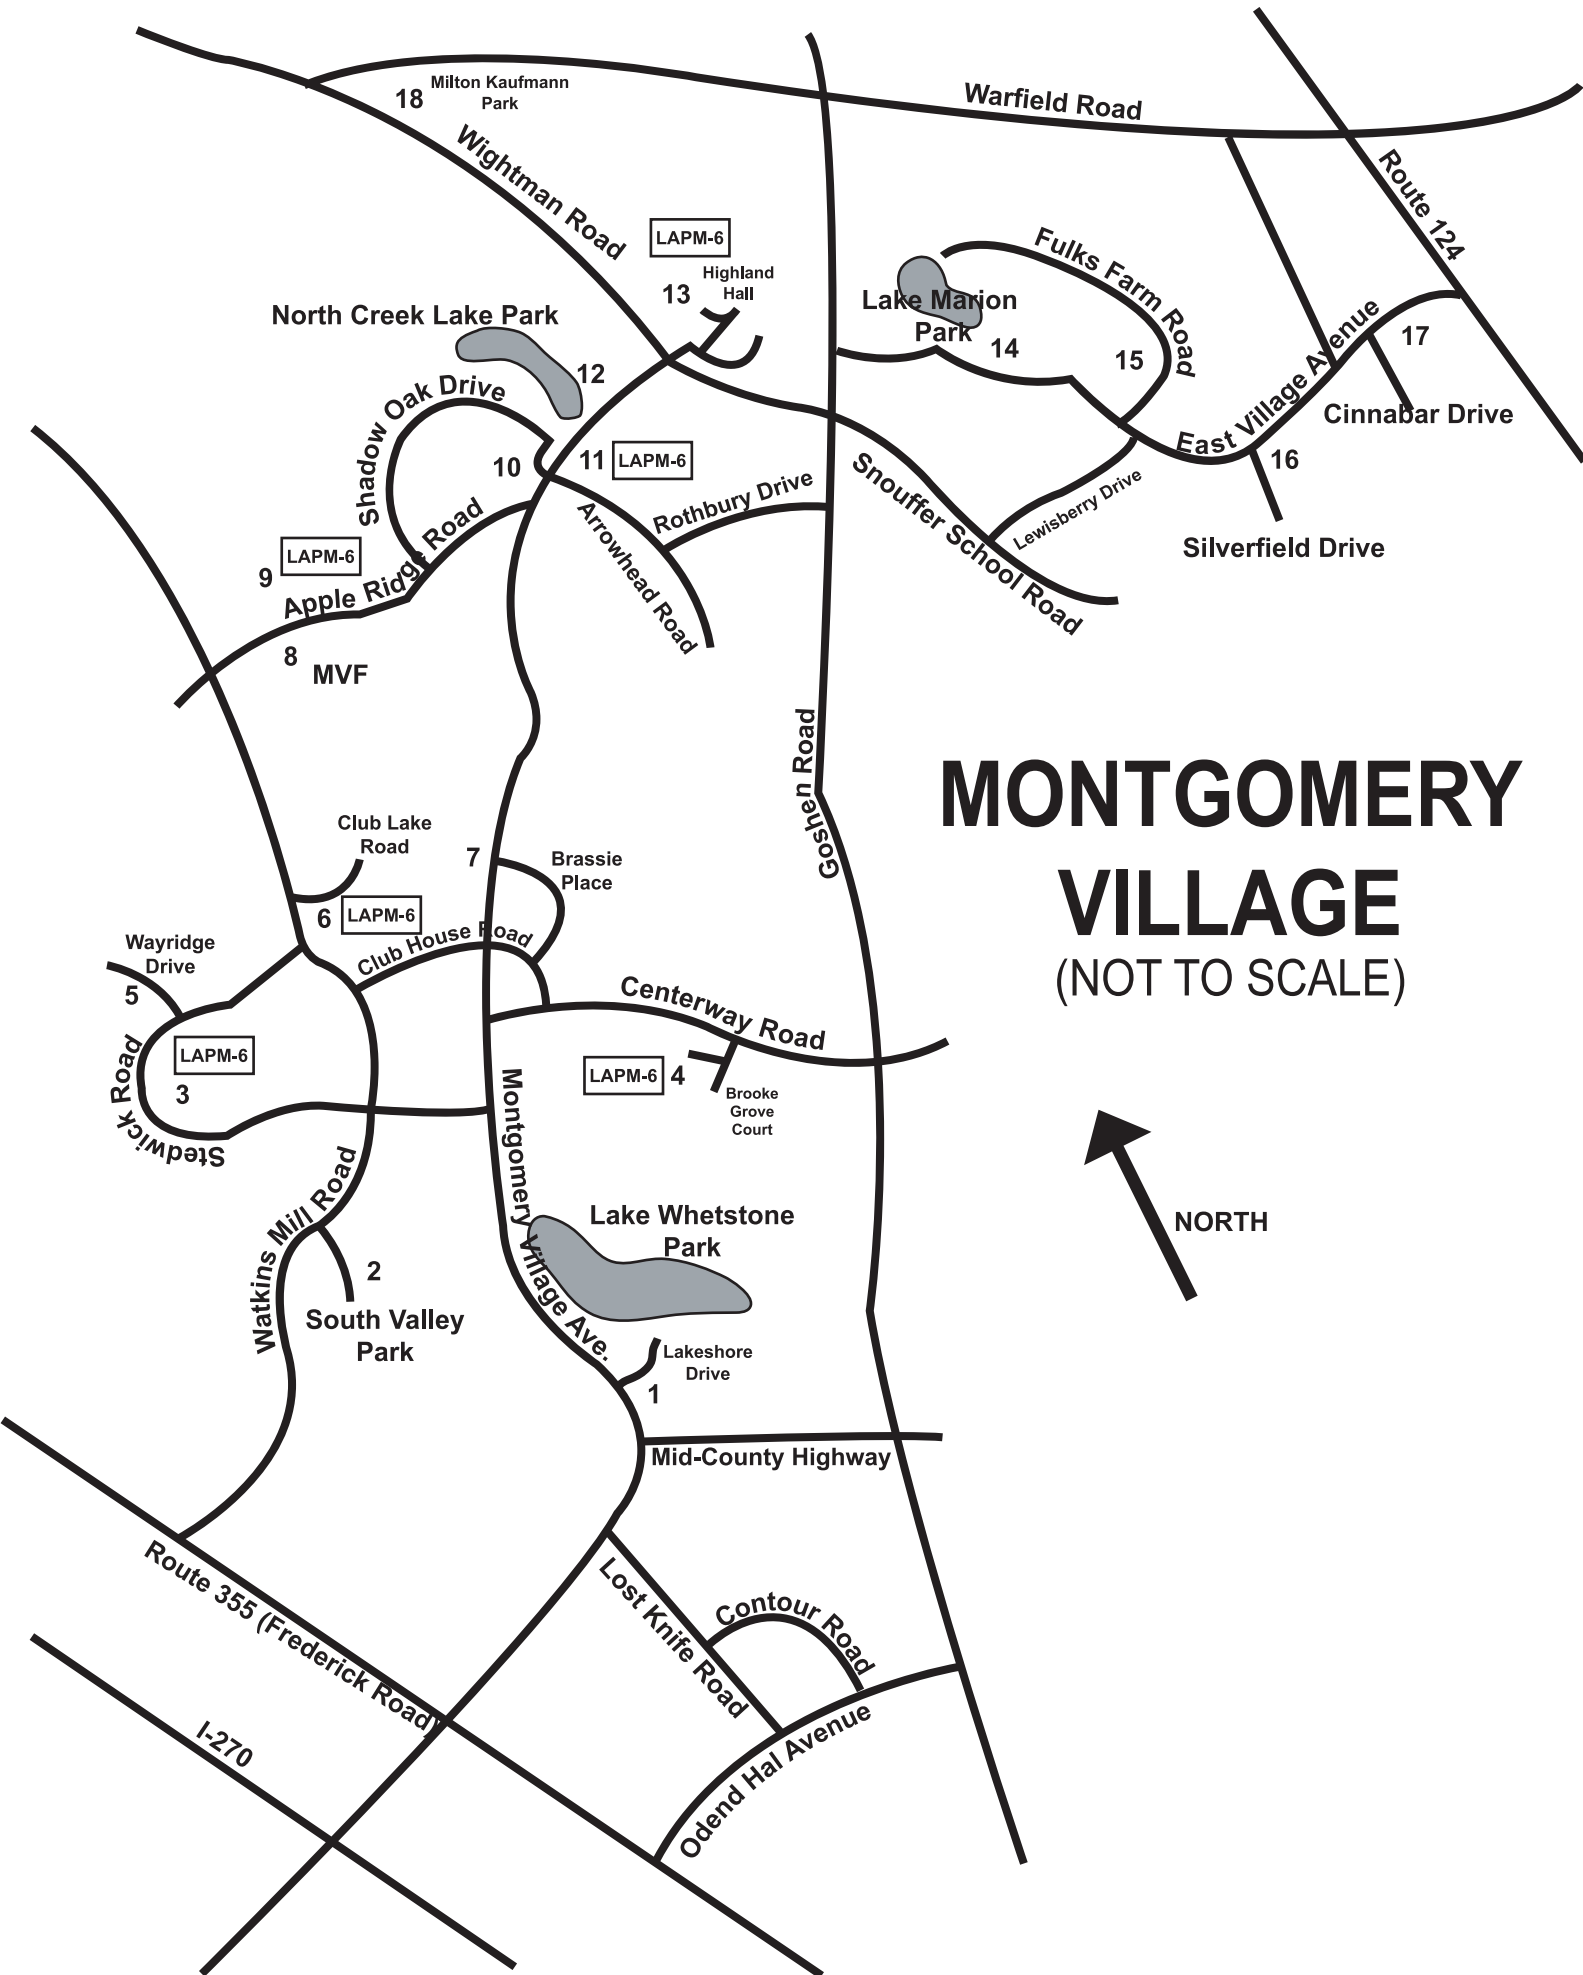 Milton Kaufmann
Park
18
Warfield Road
Wightman Road
Route 124
LAPM-6
Highland
Hall
13
Fulks Farm Road
North Creek Lake Park
Lake Marion
Park
14
15
17
12
Shadow Oak Drive
East Village Avenue
Cinnabar Drive
10
11
LAPM-6
16
Rothbury Drive
Snouffer School Road
Lewisberry Drive
Silverfield Drive
Arrowhead Road
LAPM-6
9
Apple Ridge Road
8
MVF
Goshen Road
MONTGOMERY
VILLAGE
(NOT TO SCALE)
Club Lake
Road
7
Brassie
Place
6
LAPM-6
Club House Road
Wayridge
Drive
5
Centerway Road
LAPM-6
3
Stedwick Road
LAPM-6
4
Brooke
Grove
Court
Montgomery Village Ave.
Watkins Mill Road
NORTH
Lake Whetstone
Park
2
South Valley
Park
Lakeshore
Drive
1
Mid-County Highway
Route 355 (Frederick Road)
Lost Knife Road
Contour Road
I-270
Odend Hal Avenue